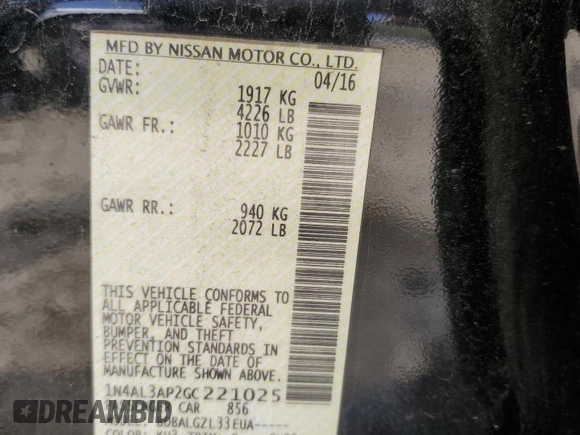 MFD BY NISSAN MOTOR CO., LTD.
DATE: 04/16
GVWR: 1917 KG
4226 LB
GAWR FR.: 1010 KG
2227 LB
GAWR RR.: 940 KG
2072 LB
THIS VEHICLE CONFORMS TO
ALL APPLICABLE FEDERAL
MOTOR VEHICLE SAFETY,
BUMPER, AND THEFT
PREVENTION STANDARDS IN
EFFECT ON THE DATE OF
MANUFACTURE SHOWN ABOVE.
1N4AL3AP2GC221025
CAR 856
BDBALGZL33EUA-----
DREAMBID